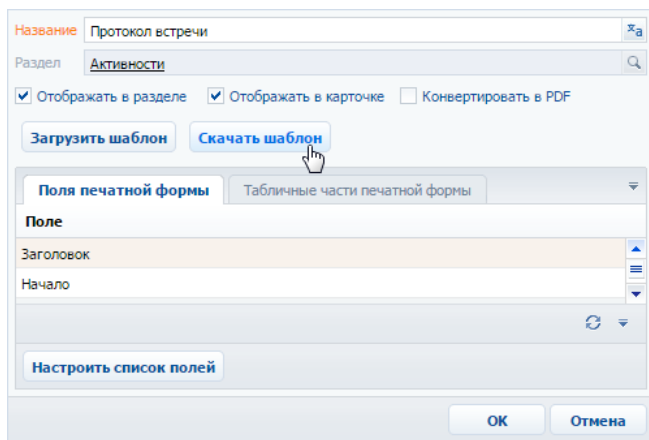 Название Протокол встречи
Раздел Активности
Отображать в разделе Отображать в карточке Конвертировать в PDF
Загрузить шаблон Скачать шаблон
Поля печатной формы Табличные части печатной формы
Поле
Заголовок
Начало
Настроить список полей
ОК Отмена